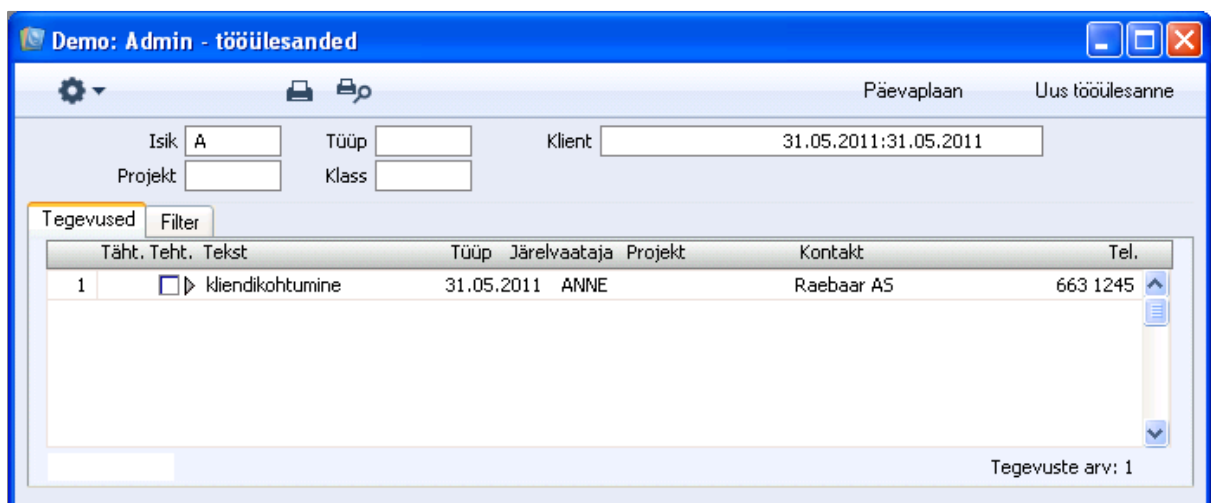 Demo: Admin - tööülesanded
Päevaplaan Uus tööülesanne
Isik A Tüüp Klient 31.05.2011:31.05.2011
Projekt Klass
Tegevused Filter
Täht. Teht. Tekst Tüüp Järelvaataja Projekt Kontakt Tel.
1 kliendikohtumine 31.05.2011 ANNE Raebaar AS 663 1245
Tegevuste arv: 1